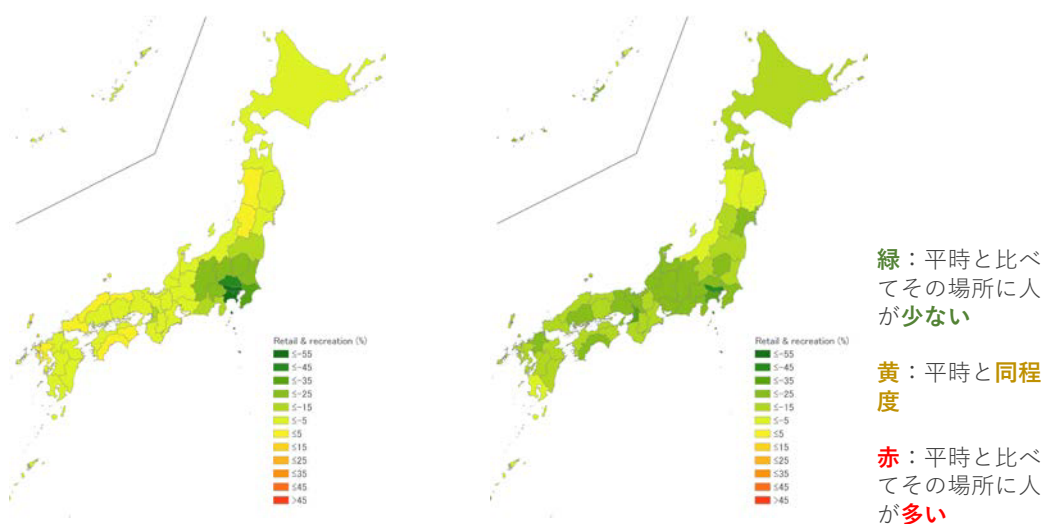 Retail & recreation (%)
≤-55
≤-45
≤-35
≤-25
≤-15
≤-5
≤5
≤15
≤25
≤35
≤45
>45
Retail & recreation (%)
≤-55
≤-45
≤-35
≤-25
≤-15
≤-5
≤5
≤15
≤25
≤35
≤45
>45
緑：平時と比べ
てその場所に人
が少ない
黄：平時と同程
度
赤：平時と比べ
てその場所に人
が多い